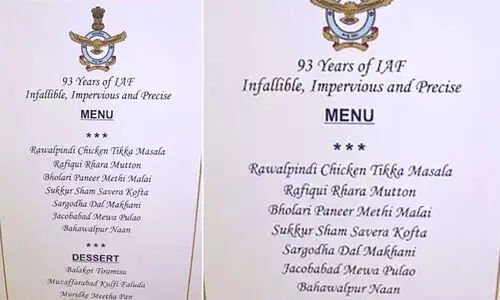 93 Years of IAF
Infallible, Impervious and Precise
MENU
***
Rawalpindi Chicken Tikka Masala
Rafiqui Rhara Mutton
Bholari Paneer Methi Malai
Sukkur Sham Savera Kofta
Sargodha Dal Makhani
Jacobabad Mewa Pulao
Bahawalpur Naan
***
DESSERT
Balakot Tiramisu
Muzaffarabad Kulfi Faluda
Muridke Meetha Pan
93 Years of IAF
Infallible, Impervious and Precise
MENU
***
Rawalpindi Chicken Tikka Masala
Rafiqui Rhara Mutton
Bholari Paneer Methi Malai
Sukkur Sham Savera Kofta
Sargodha Dal Makhani
Jacobabad Mewa Pulao
Bahawalpur Naan